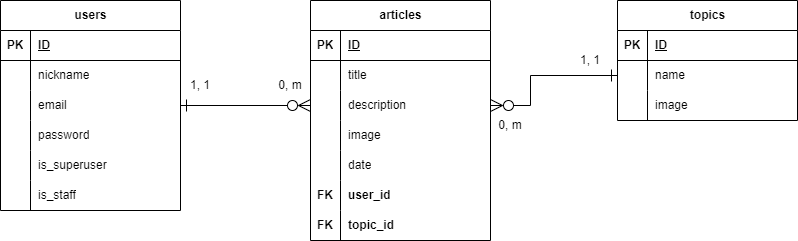 users
PK ID
nickname
email
password
is_superuser
is_staff
1, 1
0, m
articles
PK ID
title
description
image
date
FK user_id
FK topic_id
0, m
1, 1
topics
PK ID
name
image